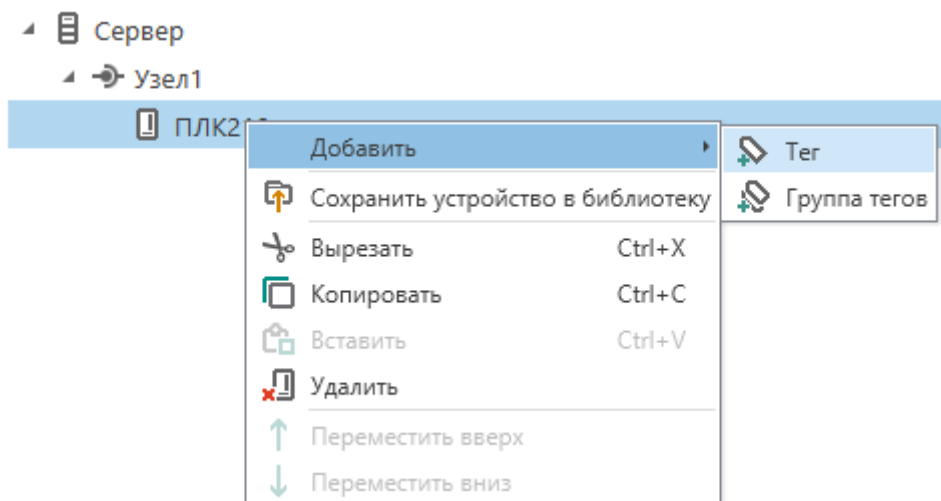 Сервер
Узел1
Добавить
Тег
Сохранить устройство в библиотеку
Группа тегов
Вырезать Ctrl+X
Копировать Ctrl+C
Вставить Ctrl+V
Удалить
Переместить вверх
Переместить вниз